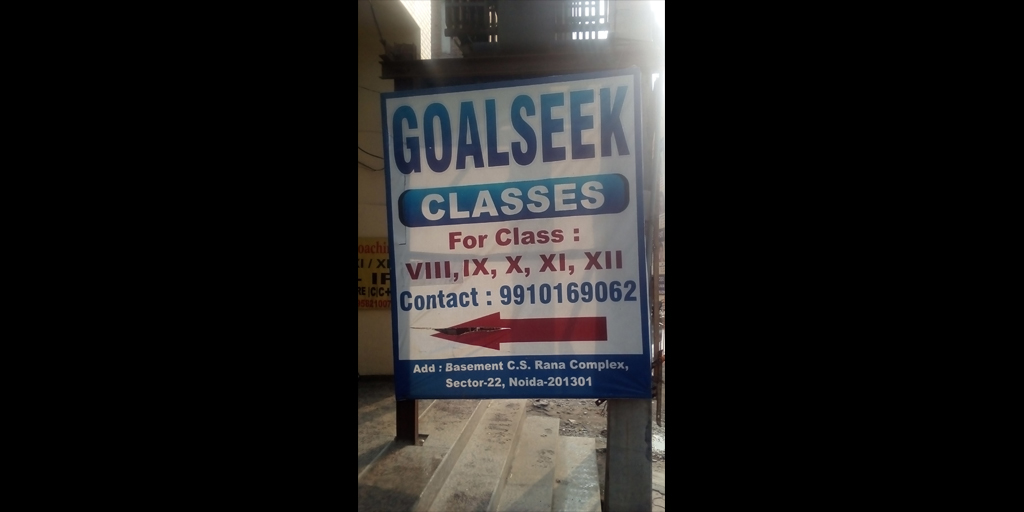 GOALSEEK
CLASSES
For Class :
VIII, IX, X, XI, XII
Contact : 9910169062
Add : Basement C.S. Rana Complex,
Sector-22, Noida-201301